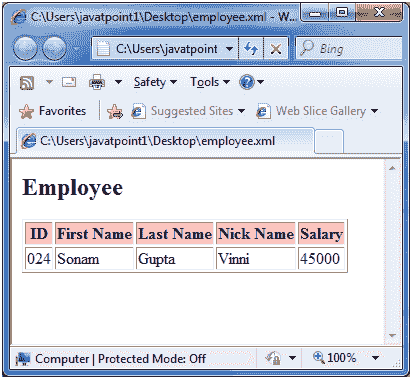 C:\Users\javatpoint1\Desktop\employee.xml - W...
C:\Users\javatpoint
Bing
Safety
Tools
Favorites
Suggested Sites
Web Slice Gallery
C:\Users\javatpoint1\Desktop\employee.xml
Employee
ID First Name Last Name Nick Name Salary
024 Sonam Gupta Vinni 45000
Computer | Protected Mode: Off
100%